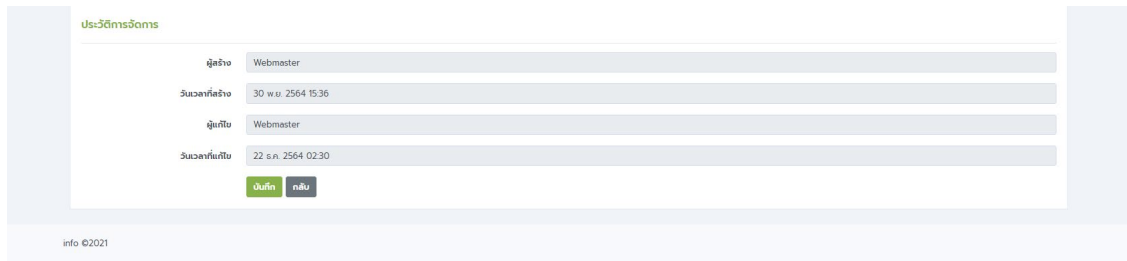 ประวัติการจัดการ
ผู้สร้าง Webmaster
วันเวลาที่สร้าง 30 พ.ย. 2564 15:36
ผู้แก้ไข Webmaster
วันเวลาที่แก้ไข 22 ธ.ค. 2564 02:30
บันทึก กลับ
info ©2021